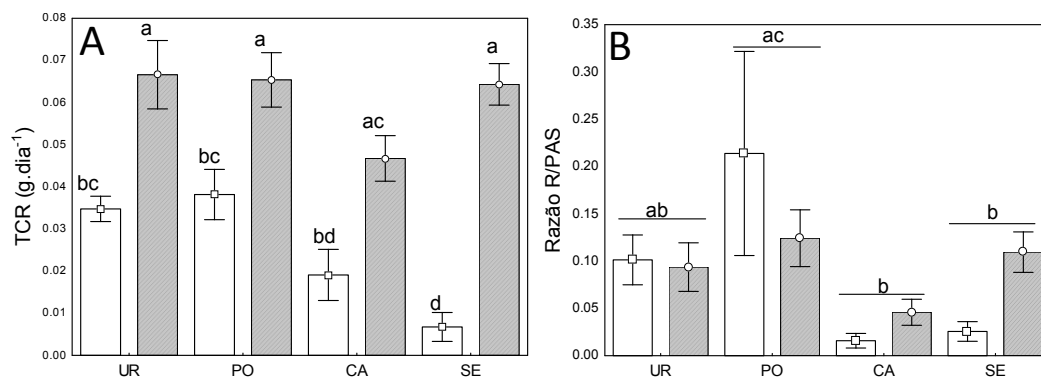 A
TCR (g.dia-1)
0.08
0.07
0.06
0.05
0.04
0.03
0.02
0.01
0.00
bc
a
bc
a
bd
ac
d
a
UR PO CA SE
B
Razão R/PAS
0.35
0.30
0.25
0.20
0.15
0.10
0.05
0.00
ab
ac
b
b
UR PO CA SE